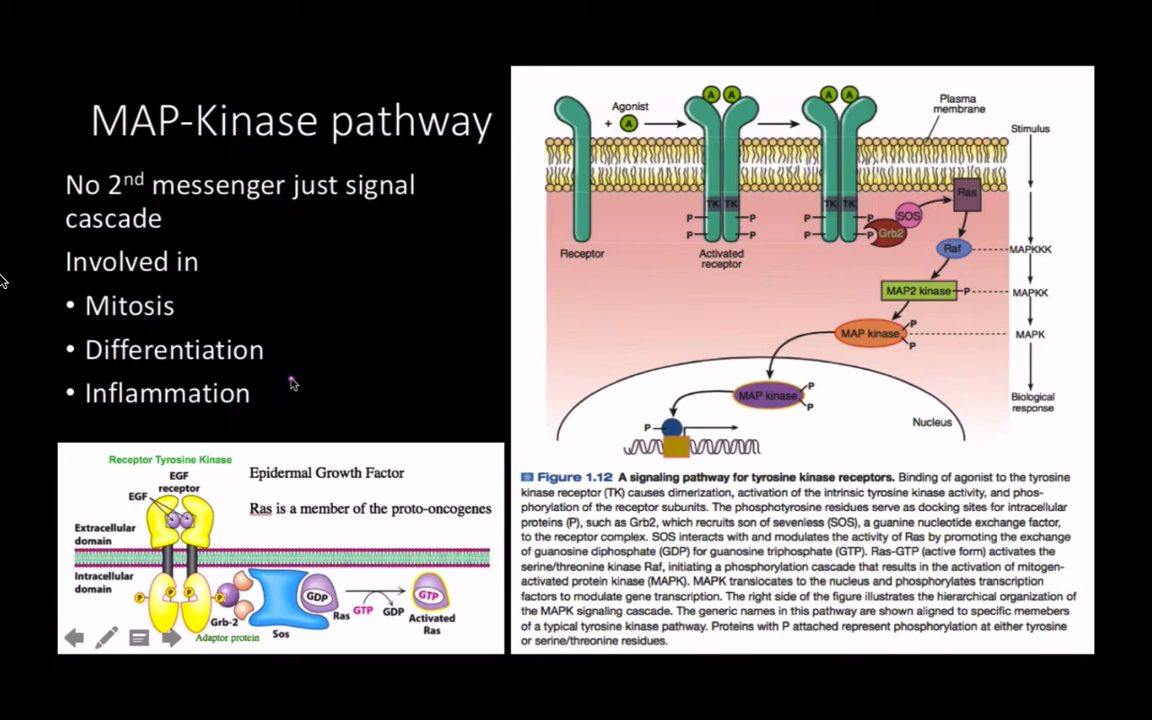 MAP-Kinase pathway
No 2nd messenger just signal
cascade
Involved in
• Mitosis
• Differentiation
• Inflammation
Receptor Tyrosine Kinase
EGF
receptor
EGF
Epidermal Growth Factor
Ras is a member of the proto-oncogenes
Extracellular
domain
Intracellular
domain
P
P
P
P
Grb-2
Adaptor protein
Sos
GDP
Ras
GTP
GDP
GTP
Activated
Ras
Agonist
+ A
A A
A A
Plasma
membrane
Stimulus
TK TK
TK TK
P P
P P
P
P P
Receptor
Activated
receptor
Grb2
SOS
Ras
Raf
MAPKKK
MAP2 kinase P
MAPKK
MAP kinase P
P
MAPK
MAP kinase P
P
P
Nucleus
Biological
response
Figure 1.12 A signaling pathway for tyrosine kinase receptors. Binding of agonist to the tyrosine
kinase receptor (TK) causes dimerization, activation of the intrinsic tyrosine kinase activity, and phos-
phorylation of the receptor subunits. The phosphotyrosine residues serve as docking sites for intracellular
proteins (P), such as Grb2, which recruits son of sevenless (SOS), a guanine nucleotide exchange factor,
to the receptor complex. SOS interacts with and modulates the activity of Ras by promoting the exchange
of guanosine diphosphate (GDP) for guanosine triphosphate (GTP). Ras-GTP (active form) activates the
serine/threonine kinase Raf, initiating a phosphorylation cascade that results in the activation of mitogen-
activated protein kinase (MAPK). MAPK translocates to the nucleus and phosphorylates transcription
factors to modulate gene transcription. The right side of the figure illustrates the hierarchical organization of
the MAPK signaling cascade. The generic names in this pathway are shown aligned to specific memebers
of a typical tyrosine kinase pathway. Proteins with P attached represent phosphorylation at either tyrosine
or serine/threonine residues.